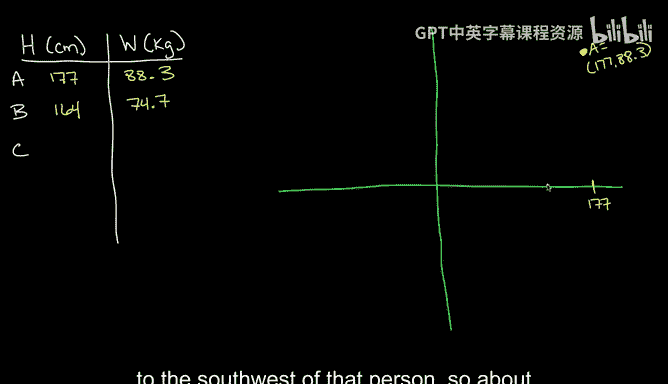 GPT中英字幕课程资源 bilibili
H (cm) W (kg)
A= (177,88.3)
A 177 88.3
B 164 74.7
C
177
to the southwest of that person, so about